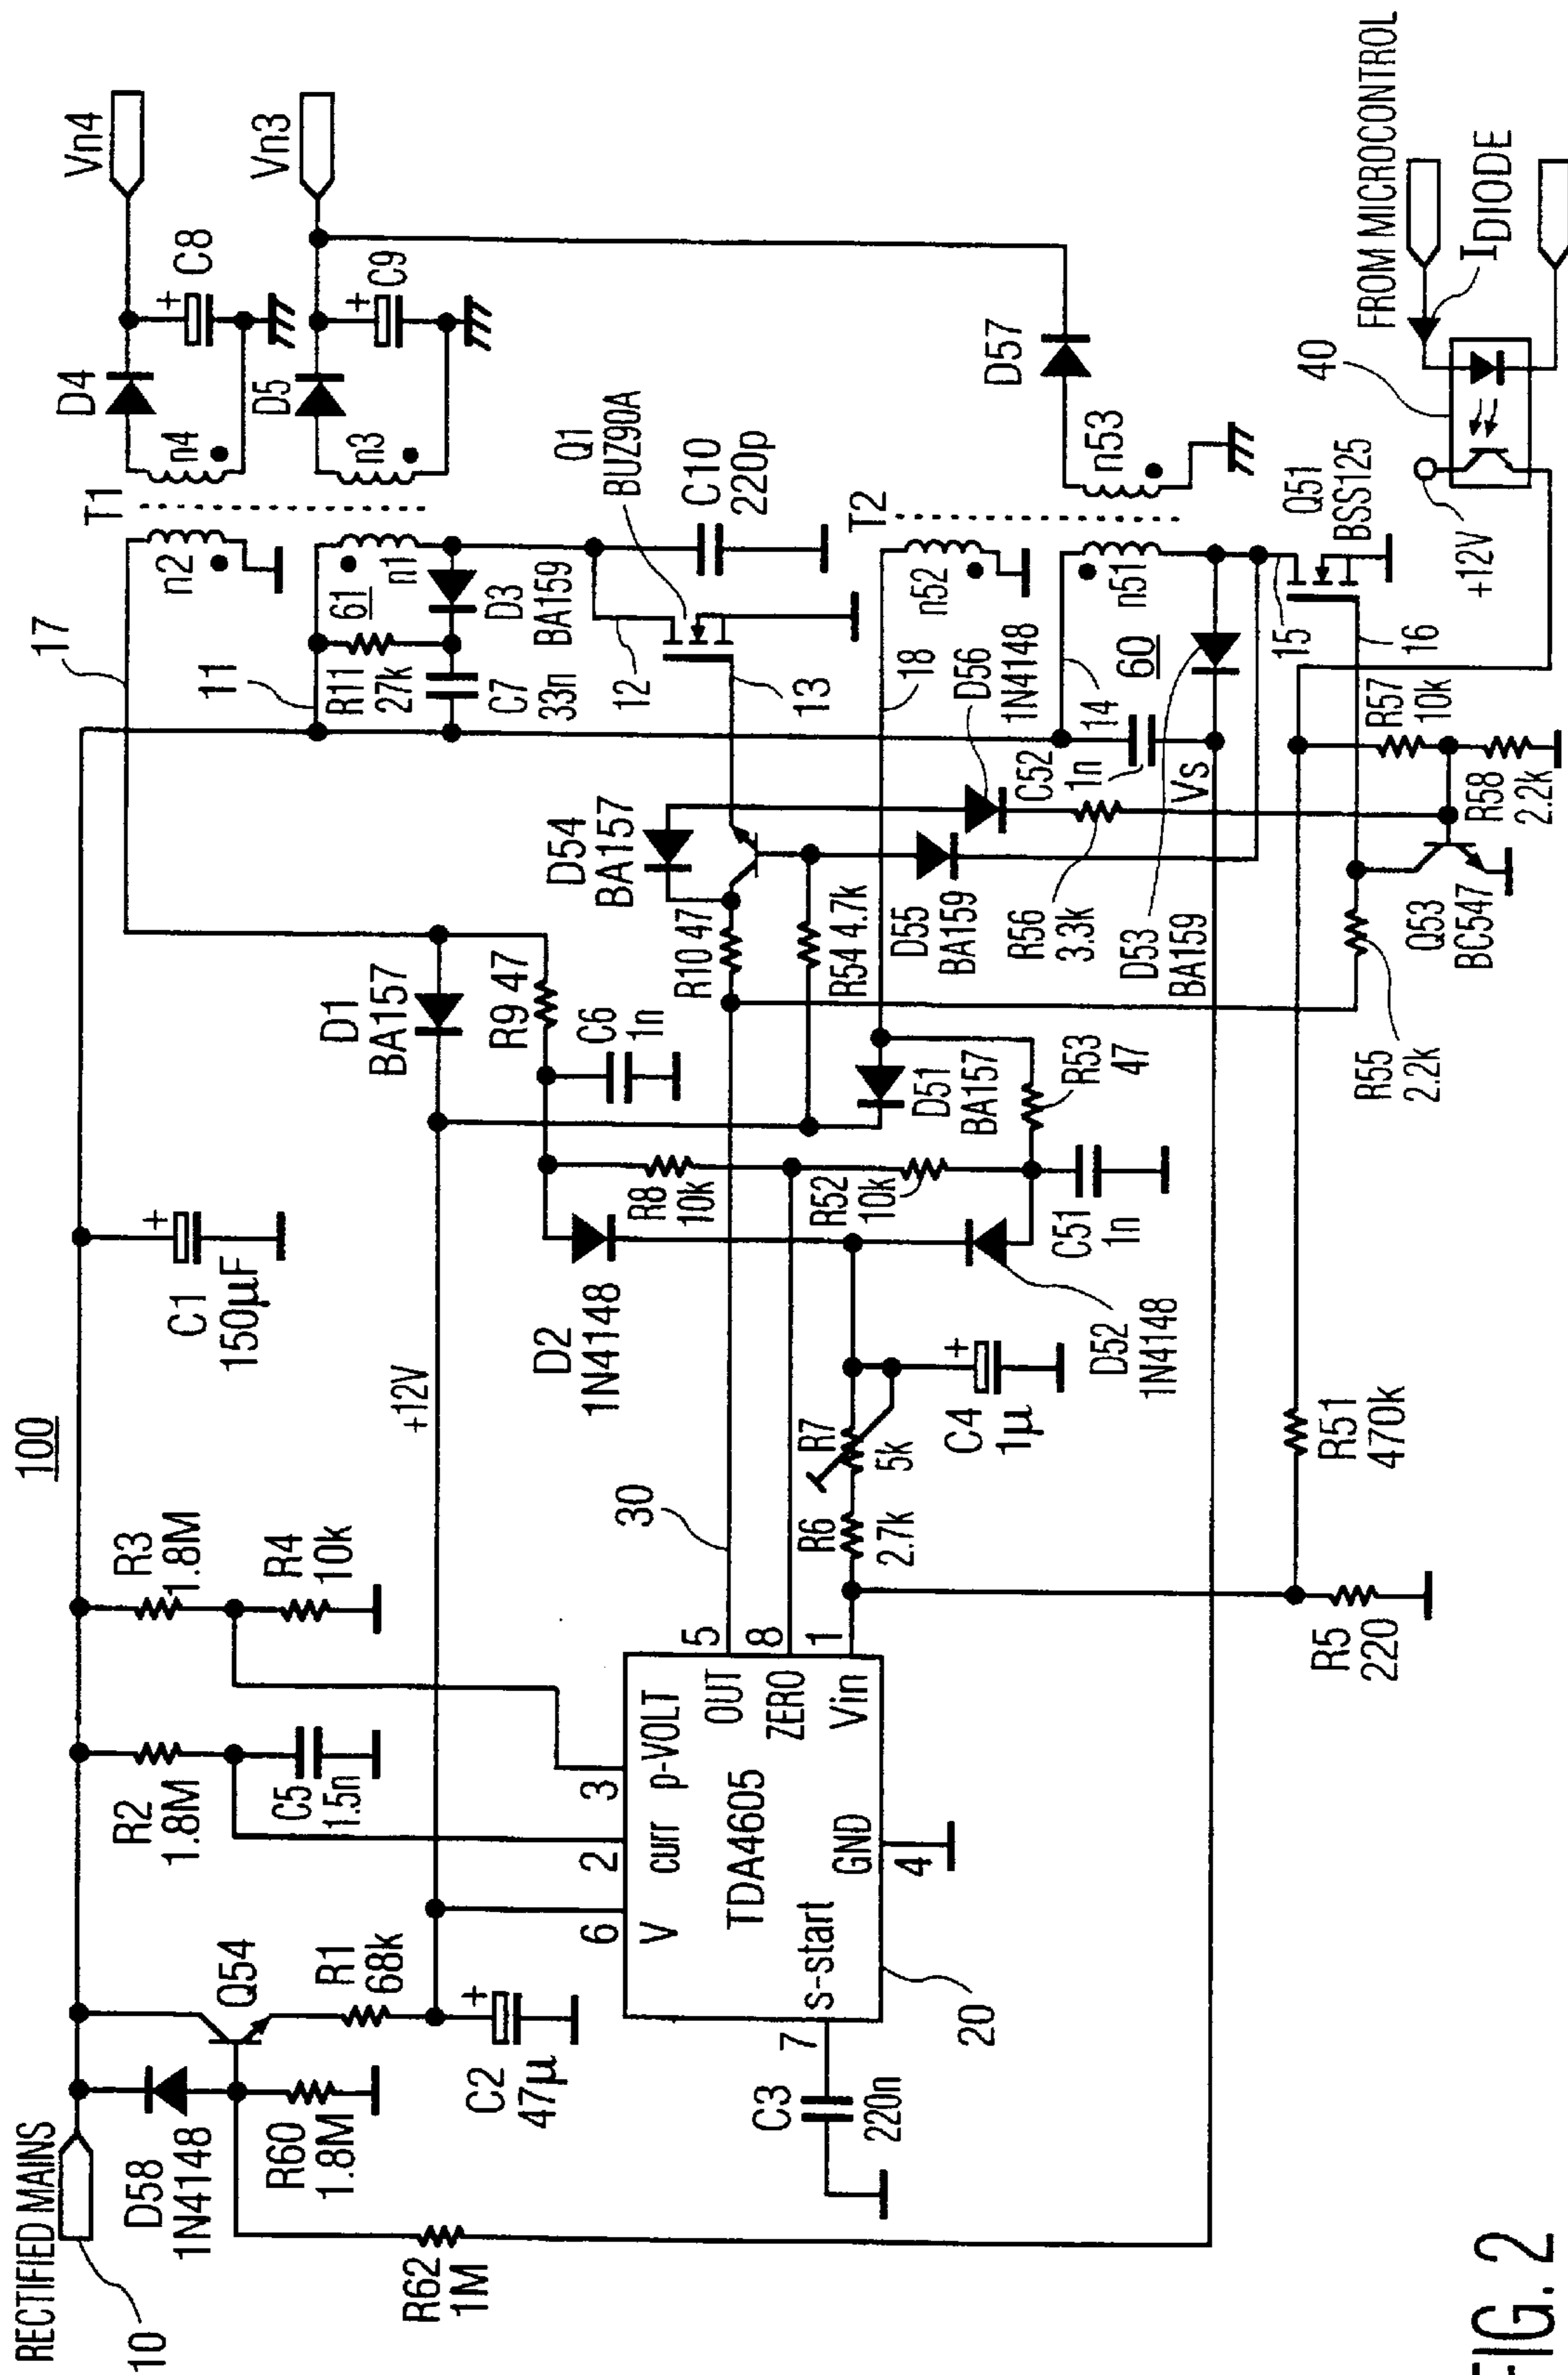 100
RECTIFIED MAINS
10
D58
1N4148
R60
1.8M
R62
1M
Q54
R1
68k
C2
47μ
+
R2
1.8M
C5
1.5n
R3
1.8M
R4
10k
C1
150μF
+
+12V
6
2
3
V
curr
p-VOLT
TDA4605
OUT
ZERO
Vin
s-start
GND
5
8
1
7
4
20
C3
220n
30
R6
2.7k
R7
5k
C4
1μ
+
R5
220
R51
470k
D2
1N4148
R8
10k
R52
10k
C51
1n
D52
1N4148
D1
BA157
R9 47
C6
1n
D51
BA157
R53
47
R10 47
R54 4.7k
D54
BA157
D55
BA159
R56
3.3k
D53
BA159
R55
2.2k
Q53
BC547
R58
2.2k
R57
10k
Vs
C52
1n
D56
1N4148
14
60
18
13
12
17
11
R11
27k
C7
33n
61
D3
BA159
n2
n1
T1
n4
n3
D4
D5
C8
+
C9
+
Vn4
Vn3
Q1
BUZ90A
C10
220p
T2
n52
n51
n53
D57
15
16
Q51
BSS125
+12V
40
FROM MICROCONTROL
IDIODE
FIG. 2